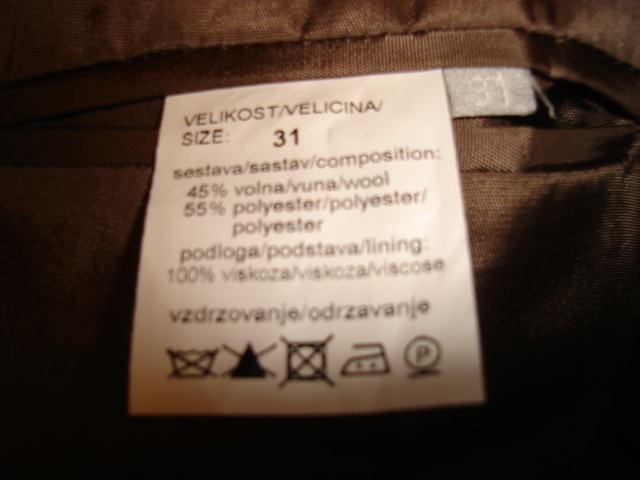 VELIKOST/VELICINA/
SIZE: 31
31
sestava/sastav/composition:
45% volna/vuna/wool
55% polyester/polyester/
polyester
podloga/podstava/lining:
100% viskoza/viskoza/viscose
vzdrzovanje/odrzavanje
P